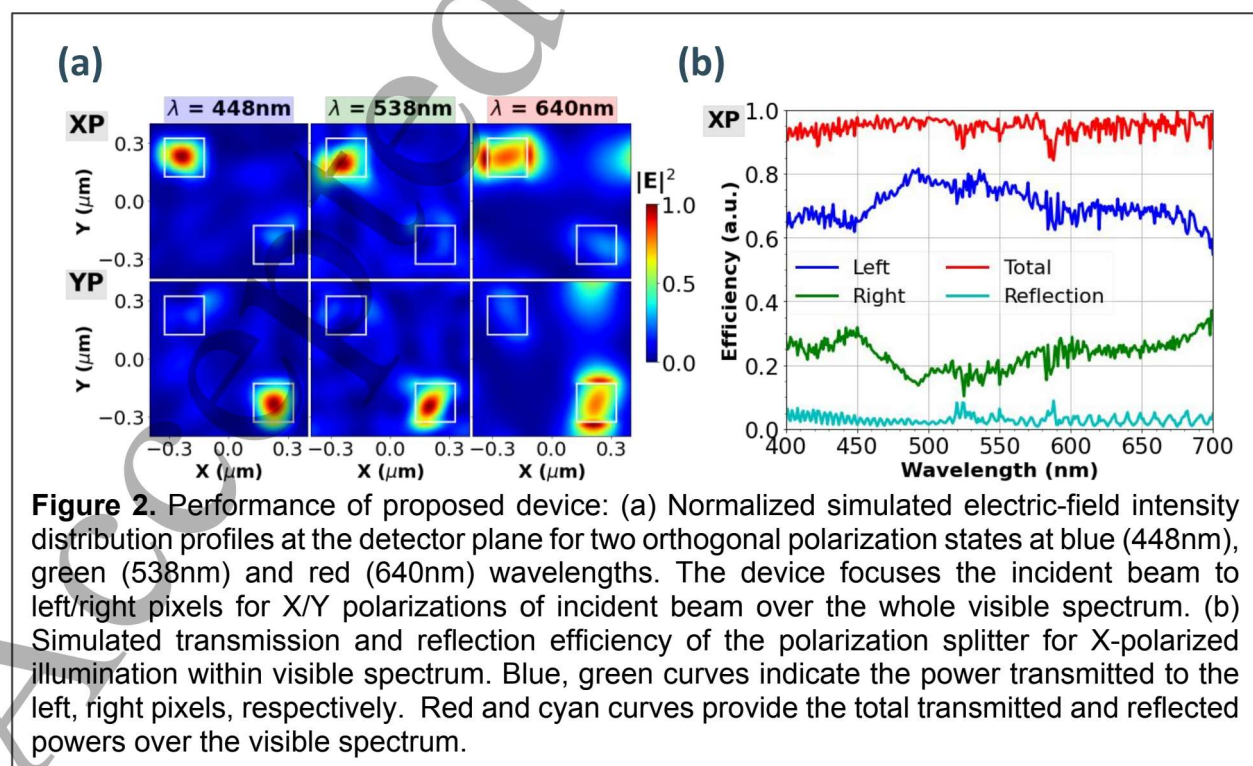 (a)
(b)
λ = 448nm
λ = 538nm
λ = 640nm
XP
YP
0.3
0.0
−0.3
Y (μm)
0.3
0.0
−0.3
Y (μm)
−0.3 0.0 0.3
−0.3 0.0 0.3
−0.3 0.0 0.3
X (μm)
X (μm)
X (μm)
|E|²
1.0
0.5
0.0
XP
1.0
0.8
0.6
0.4
0.2
0.0
Efficiency (a.u.)
Left
Right
Total
Reflection
400 450 500 550 600 650 700
Wavelength (nm)
Figure 2. Performance of proposed device: (a) Normalized simulated electric-field intensity
distribution profiles at the detector plane for two orthogonal polarization states at blue (448nm),
green (538nm) and red (640nm) wavelengths. The device focuses the incident beam to
left/right pixels for X/Y polarizations of incident beam over the whole visible spectrum. (b)
Simulated transmission and reflection efficiency of the polarization splitter for X-polarized
illumination within visible spectrum. Blue, green curves indicate the power transmitted to the
left, right pixels, respectively. Red and cyan curves provide the total transmitted and reflected
powers over the visible spectrum.
Accepted